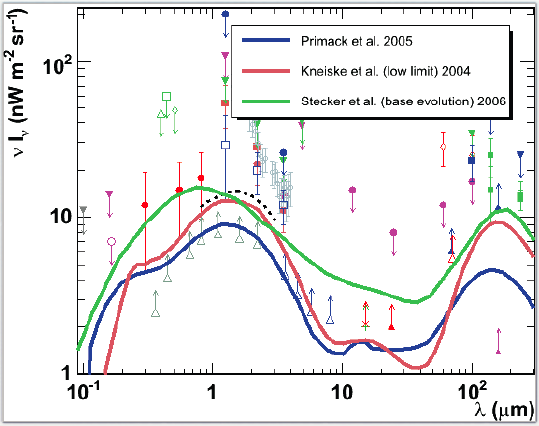 Primack et al. 2005
Kneiske et al. (low limit) 2004
Stecker et al. (base evolution) 2006
ν Iν (nW m⁻² sr⁻¹)
10²
10
1
10⁻¹
1
10
10²
λ (μm)